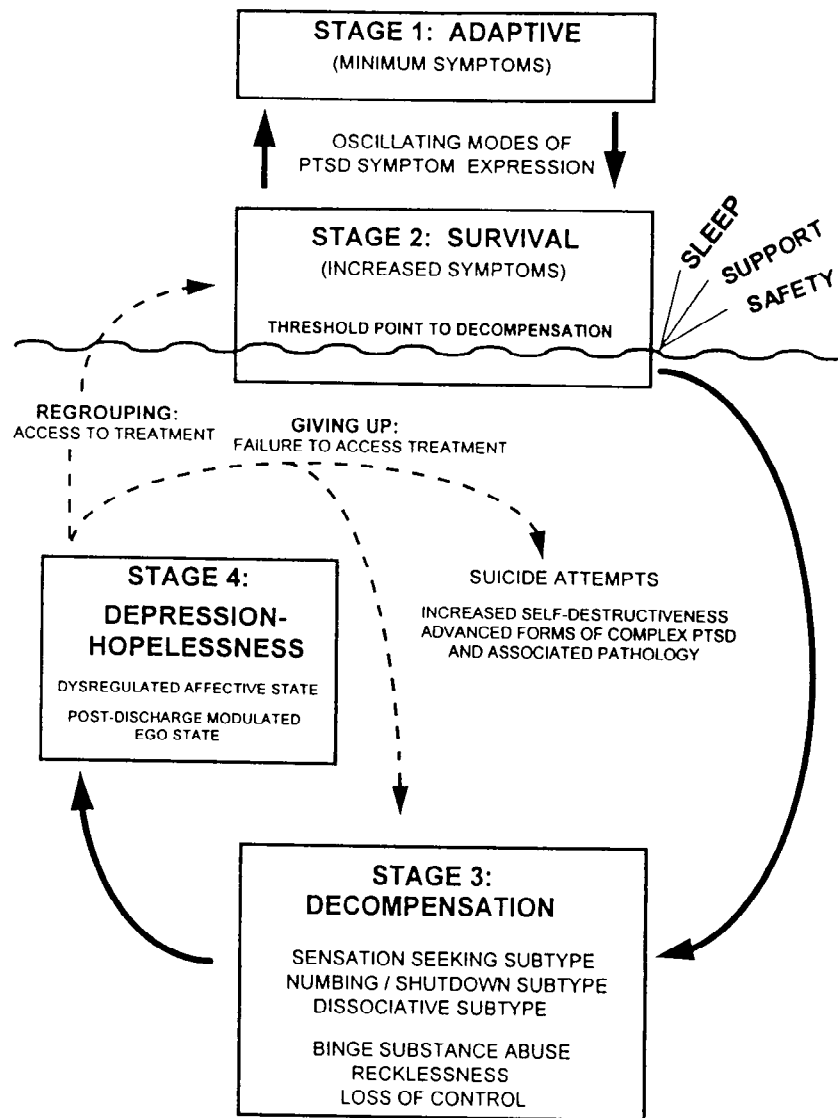 STAGE 1: ADAPTIVE
(MINIMUM SYMPTOMS)
OSCILLATING MODES OF
PTSD SYMPTOM EXPRESSION
STAGE 2: SURVIVAL
(INCREASED SYMPTOMS)
THRESHOLD POINT TO DECOMPENSATION
SLEEP
SUPPORT
SAFETY
REGROUPING:
ACCESS TO TREATMENT
GIVING UP:
FAILURE TO ACCESS TREATMENT
STAGE 4:
DEPRESSION-
HOPELESSNESS
DYSREGULATED AFFECTIVE STATE
POST-DISCHARGE MODULATED
EGO STATE
SUICIDE ATTEMPTS
INCREASED SELF-DESTRUCTIVENESS
ADVANCED FORMS OF COMPLEX PTSD
AND ASSOCIATED PATHOLOGY
STAGE 3:
DECOMPENSATION
SENSATION SEEKING SUBTYPE
NUMBING / SHUTDOWN SUBTYPE
DISSOCIATIVE SUBTYPE
BINGE SUBSTANCE ABUSE
RECKLESSNESS
LOSS OF CONTROL